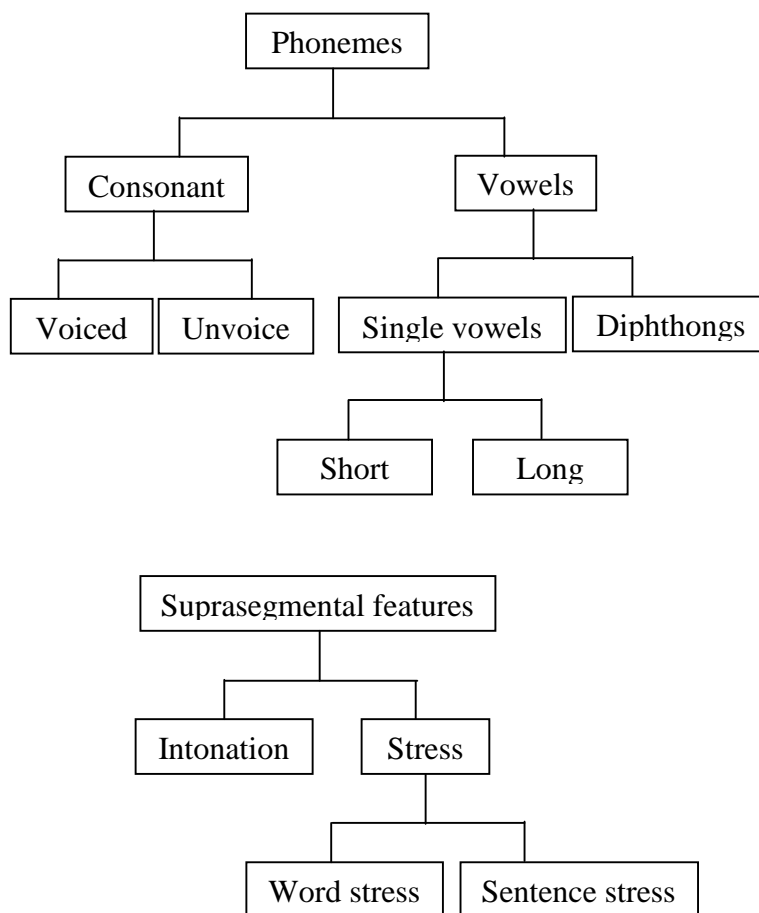 Phonemes
Consonant
Vowels
Voiced
Unvoice
Single vowels
Diphthongs
Short
Long
Suprasegmental features
Intonation
Stress
Word stress
Sentence stress